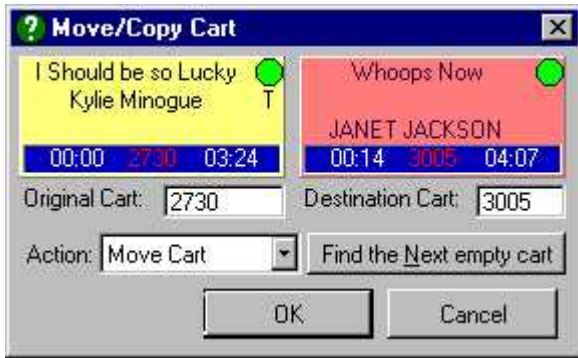 Move/Copy Cart
I Should be so Lucky
Kylie Minogue
T
00:00 2730 03:24
Whoops Now
JANET JACKSON
00:14 3005 04:07
Original Cart: 2730
Destination Cart: 3005
Action: Move Cart
Find the Next empty cart
OK
Cancel